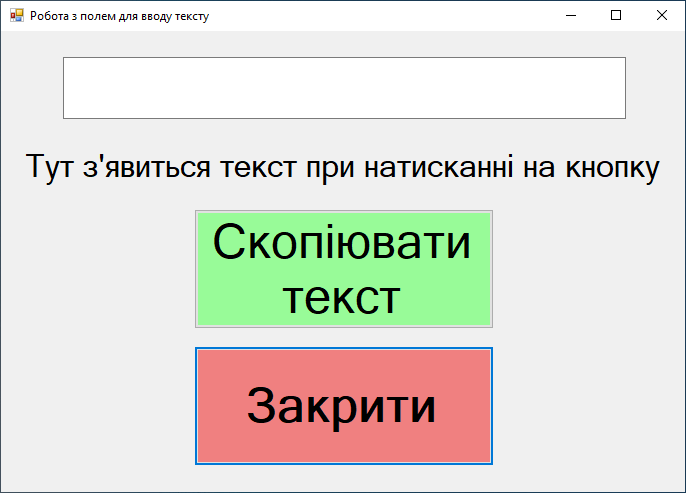 Робота з полем для вводу тексту
Тут з'явиться текст при натисканні на кнопку
Скопіювати
текст
Закрити